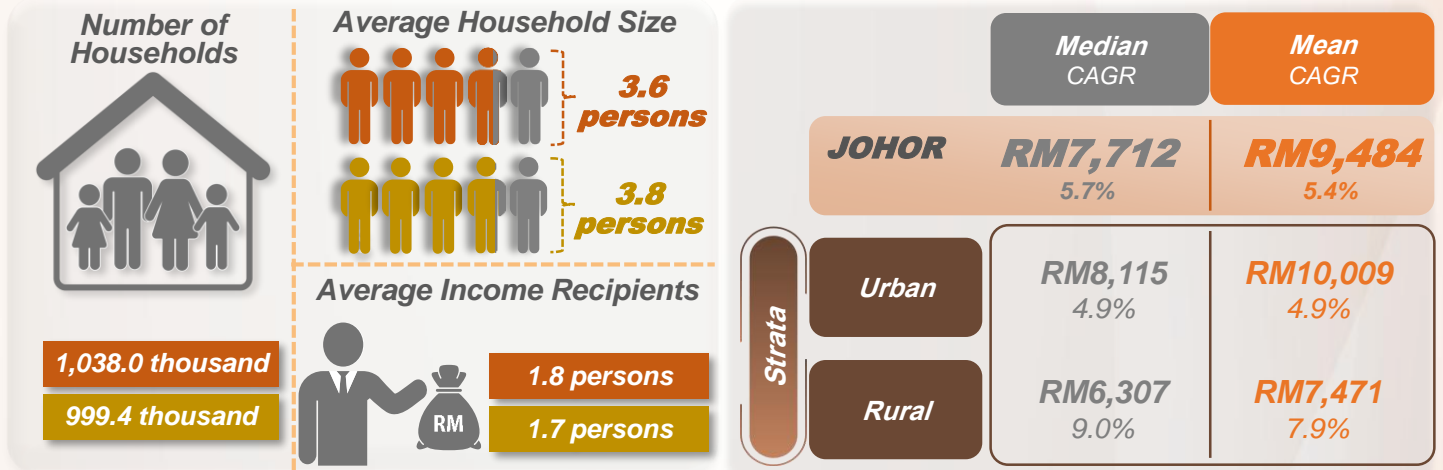 Number of
Households
1,038.0 thousand
999.4 thousand
Average Household Size
3.6
persons
3.8
persons
Average Income Recipients
RM
1.8 persons
1.7 persons
Median
CAGR
Mean
CAGR
JOHOR
RM7,712
5.7%
RM9,484
5.4%
Strata
Urban
RM8,115
4.9%
RM10,009
4.9%
Rural
RM6,307
9.0%
RM7,471
7.9%